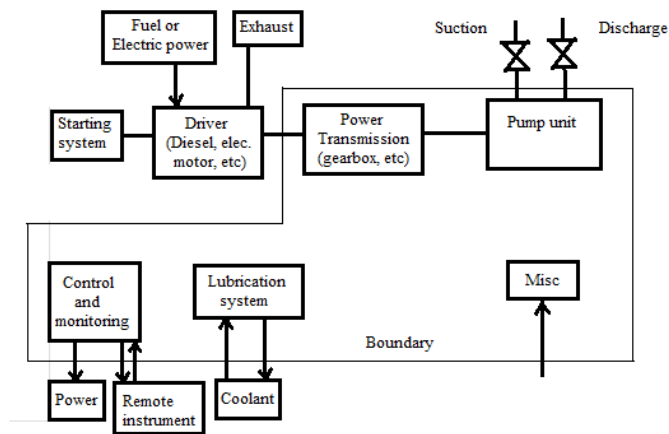 Fuel or
Electric power
Exhaust
Suction
Discharge
Starting
system
Driver
(Diesel, elec.
motor, etc)
Power
Transmission
(gearbox, etc)
Pump unit
Control
and
monitoring
Lubrication
system
Misc
Boundary
Power
Remote
instrument
Coolant